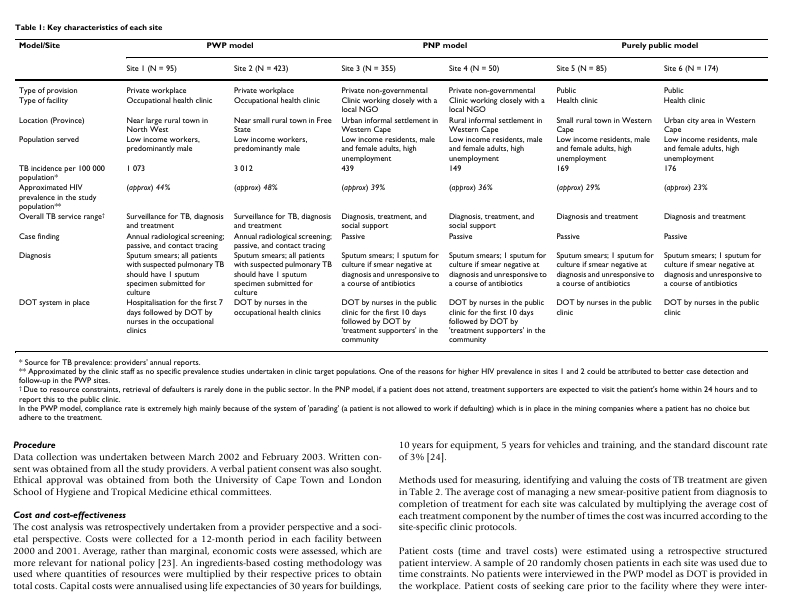 Table 1: Key characteristics of each site
Model/Site PWP model PNP model Purely public model
Site 1 (N = 95) Site 2 (N = 423) Site 3 (N = 355) Site 4 (N = 50) Site 5 (N = 85) Site 6 (N = 174)
Type of provision Private workplace Private workplace Private non-governmental Private non-governmental Public Public
Type of facility Occupational health clinic Occupational health clinic Clinic working closely with a Clinic working closely with a Health clinic Health clinic
local NGO local NGO
Location (Province) Near large rural town in Near small rural town in Free Urban informal settlement in Rural informal settlement in Small rural town in Western Urban city area in Western
North West State Western Cape Western Cape Cape Cape
Population served Low income workers, Low income workers, Low income residents, male Low income residents, male Low income residents, male Low income residents, male
predominantly male predominantly male and female adults, high and female adults, high and female adults, high and female adults, high
unemployment unemployment unemployment unemployment
TB incidence per 100 000 1 073 3 012 439 149 169 176
population*
Approximated HIV (approx) 44% (approx) 48% (approx) 39% (approx) 36% (approx) 29% (approx) 23%
prevalence in the study
population**
Overall TB service range† Surveillance for TB, diagnosis Surveillance for TB, diagnosis Diagnosis, treatment, and Diagnosis, treatment, and Diagnosis and treatment Diagnosis and treatment
and treatment and treatment social support social support
Case finding Annual radiological screening; Annual radiological screening; Passive Passive Passive Passive
passive, and contact tracing passive, and contact tracing
Diagnosis Sputum smears; all patients Sputum smears; all patients Sputum smears; 1 sputum for Sputum smears; 1 sputum for Sputum smears; 1 sputum for Sputum smears; 1 sputum for
with suspected pulmonary TB with suspected pulmonary TB culture if smear negative at culture if smear negative at culture if smear negative at culture if smear negative at
should have 1 sputum should have 1 sputum diagnosis and unresponsive to diagnosis and unresponsive to diagnosis and unresponsive to diagnosis and unresponsive to
specimen submitted for specimen submitted for a course of antibiotics a course of antibiotics a course of antibiotics a course of antibiotics
culture culture
DOT system in place Hospitalisation for the first 7 DOT by nurses in the DOT by nurses in the public DOT by nurses in the public DOT by nurses in the public DOT by nurses in the public
days followed by DOT by occupational health clinics clinic for the first 10 days clinic for the first 10 days clinic clinic
nurses in the occupational followed by DOT by followed by DOT by
clinics 'treatment supporters' in the 'treatment supporters' in the
community community
* Source for TB prevalence: providers' annual reports.
** Approximated by the clinic staff as no specific prevalence studies undertaken in clinic target populations. One of the reasons for higher HIV prevalence in sites 1 and 2 could be attributed to better case detection and
follow-up in the PWP sites.
† Due to resource constraints, retrieval of defaulters is rarely done in the public sector. In the PNP model, if a patient does not attend, treatment supporters are expected to visit the patient's home within 24 hours and to
report this to the public clinic.
In the PWP model, compliance rate is extremely high mainly because of the system of 'parading' (a patient is not allowed to work if defaulting) which is in place in the mining companies where a patient has no choice but
adhere to the treatment.
Procedure
Data collection was undertaken between March 2002 and February 2003. Written con-
sent was obtained from all the study providers. A verbal patient consent was also sought.
Ethical approval was obtained from both the University of Cape Town and London
School of Hygiene and Tropical Medicine ethical committees.
Cost and cost-effectiveness
The cost analysis was retrospectively undertaken from a provider perspective and a soci-
etal perspective. Costs were collected for a 12-month period in each facility between
2000 and 2001. Average, rather than marginal, economic costs were assessed, which are
more relevant for national policy [23]. An ingredients-based costing methodology was
used where quantities of resources were multiplied by their respective prices to obtain
total costs. Capital costs were annualised using life expectancies of 30 years for buildings,
10 years for equipment, 5 years for vehicles and training, and the standard discount rate
of 3% [24].
Methods used for measuring, identifying and valuing the costs of TB treatment are given
in Table 2. The average cost of managing a new smear-positive patient from diagnosis to
completion of treatment for each site was calculated by multiplying the average cost of
each treatment component by the number of times the cost was incurred according to the
site-specific clinic protocols.
Patient costs (time and travel costs) were estimated using a retrospective structured
patient interview. A sample of 20 randomly chosen patients in each site was used due to
time constraints. No patients were interviewed in the PWP model as DOT is provided in
the workplace. Patient costs of seeking care prior to the facility where they were inter-